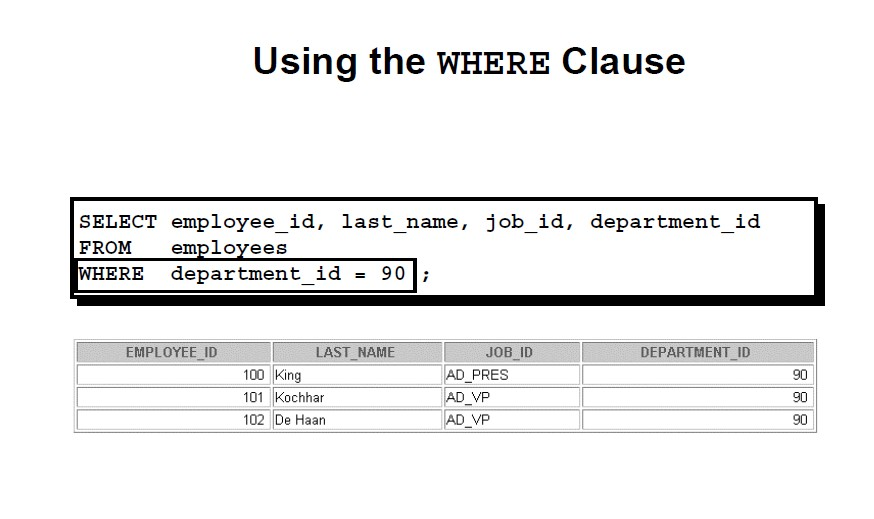 Using the WHERE Clause
SELECT employee_id, last_name, job_id, department_id
FROM   employees
WHERE  department_id = 90 ;
EMPLOYEE_ID LAST_NAME JOB_ID DEPARTMENT_ID
100 King AD_PRES 90
101 Kochhar AD_VP 90
102 De Haan AD_VP 90